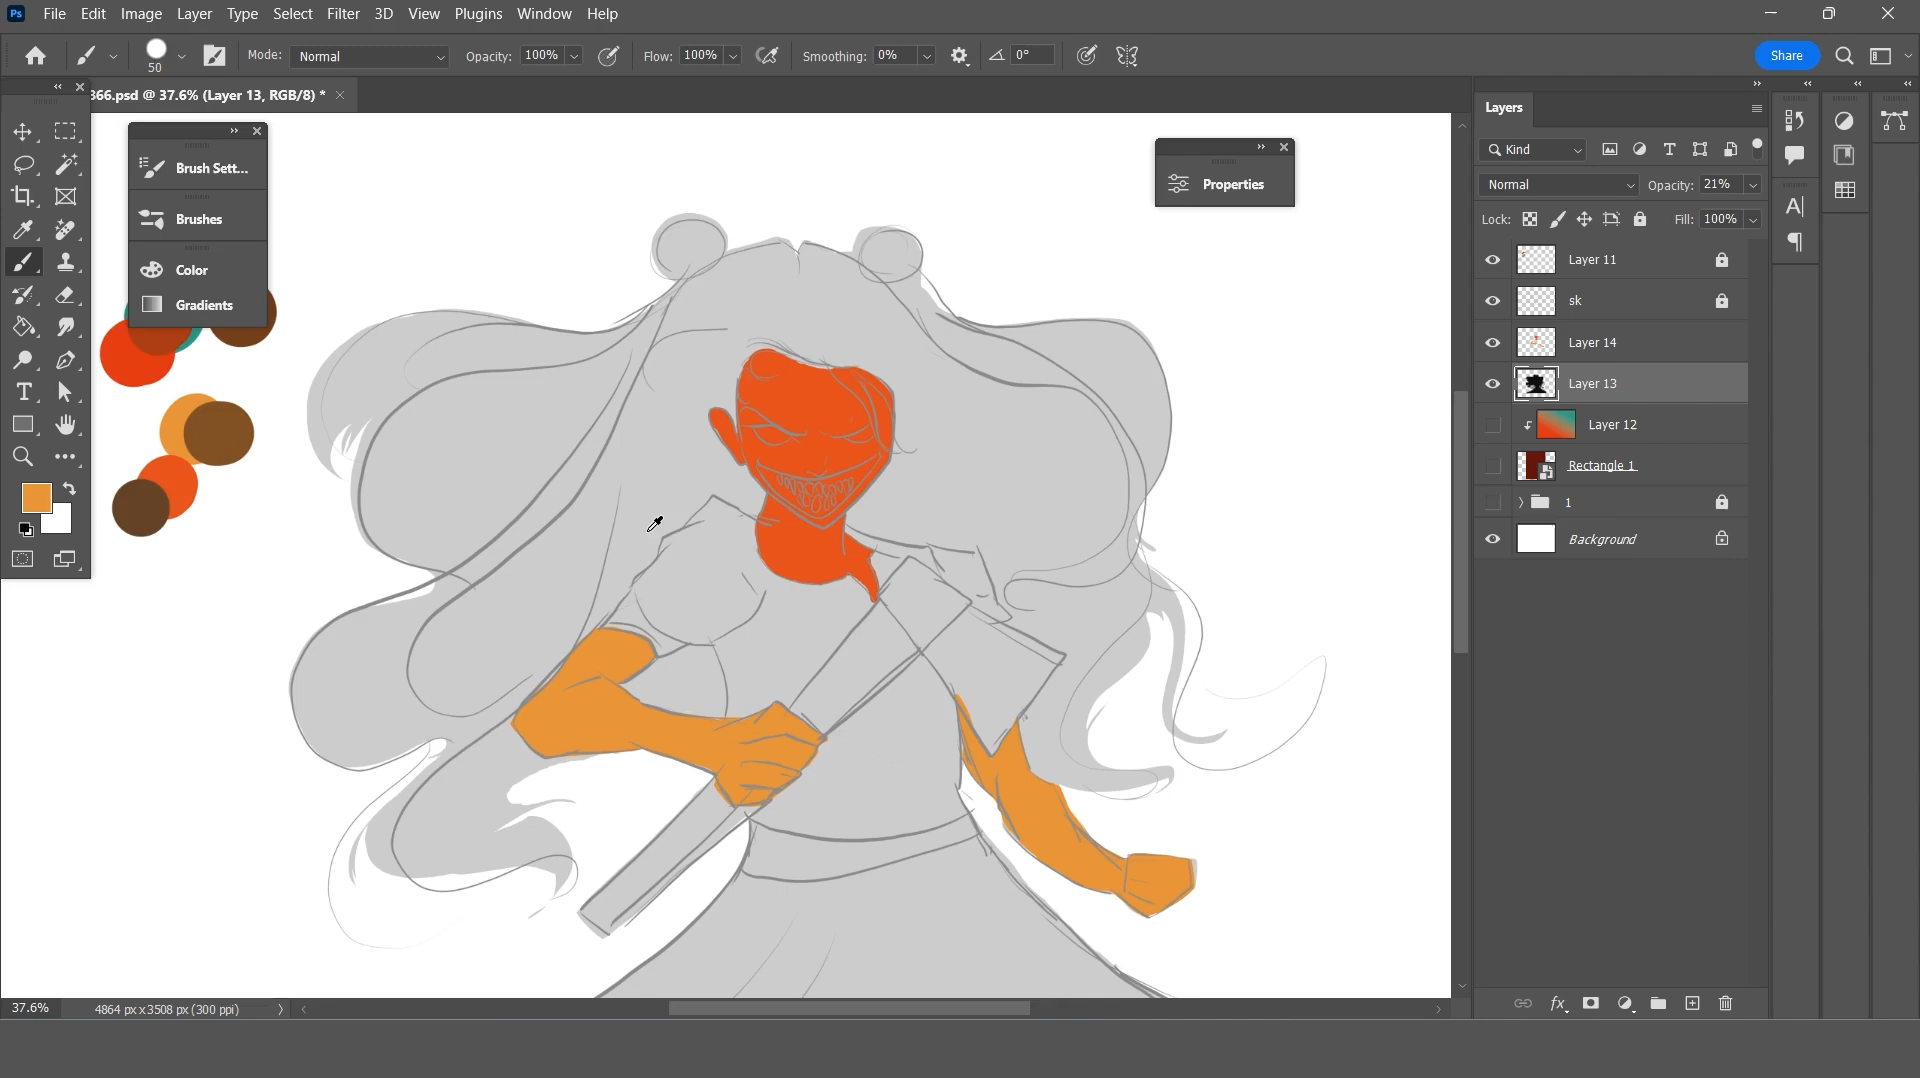 Ps File Edit Image Layer Type Select Filter 3D View Plugins Window Help
50 Mode: Normal Opacity: 100% Flow: 100% Smoothing: 0% 0° Share
366.psd @ 37.6% (Layer 13, RGB/8) *
Brush Sett...
Brushes
Color
Gradients
Properties
Layers
Kind
Normal Opacity: 21%
Lock: Fill: 100%
Layer 11
sk
Layer 14
Layer 13
Layer 12
Rectangle 1
1
Background
fx
37.6% 4864 px x 3508 px (300 ppi)